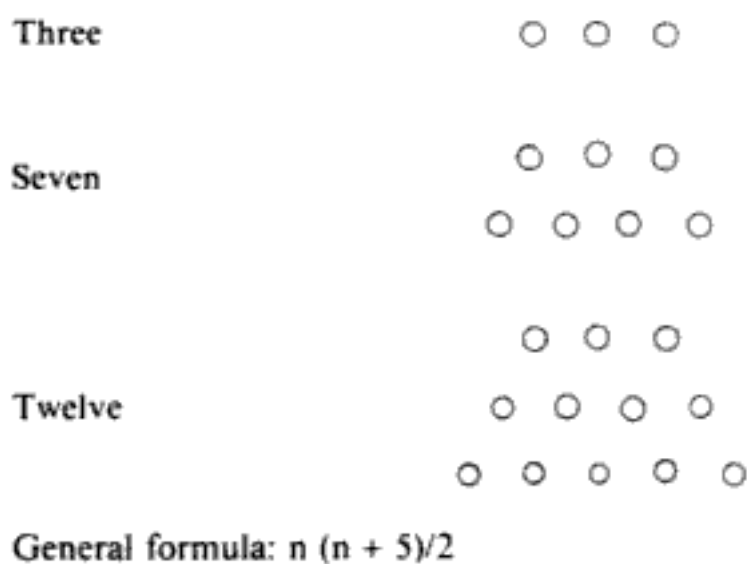 Three
Seven
Twelve
General formula: n (n + 5)/2